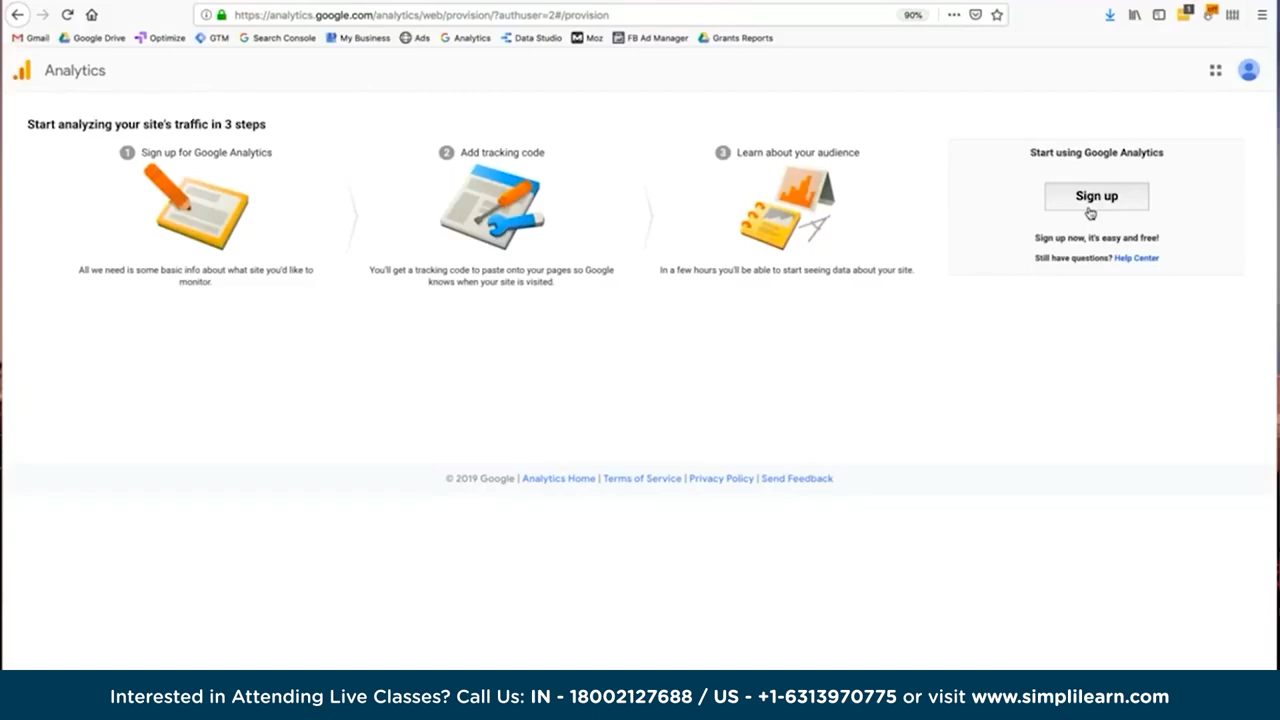 https://analytics.google.com/analytics/web/provision/?authuser=2#/provision
90%
1
Gmail Google Drive Optimize GTM Search Console My Business Ads Analytics Data Studio Moz FB Ad Manager Grants Reports
Analytics
Start analyzing your site's traffic in 3 steps
1 Sign up for Google Analytics
All we need is some basic info about what site you'd like to
monitor.
2 Add tracking code
You'll get a tracking code to paste onto your pages so Google
knows when your site is visited.
3 Learn about your audience
In a few hours you'll be able to start seeing data about your site.
Start using Google Analytics
Sign up
Sign up now, it's easy and free!
Still have questions? Help Center
© 2019 Google | Analytics Home | Terms of Service | Privacy Policy | Send Feedback
Interested in Attending Live Classes? Call Us: IN - 18002127688 / US - +1-6313970775 or visit www.simplilearn.com